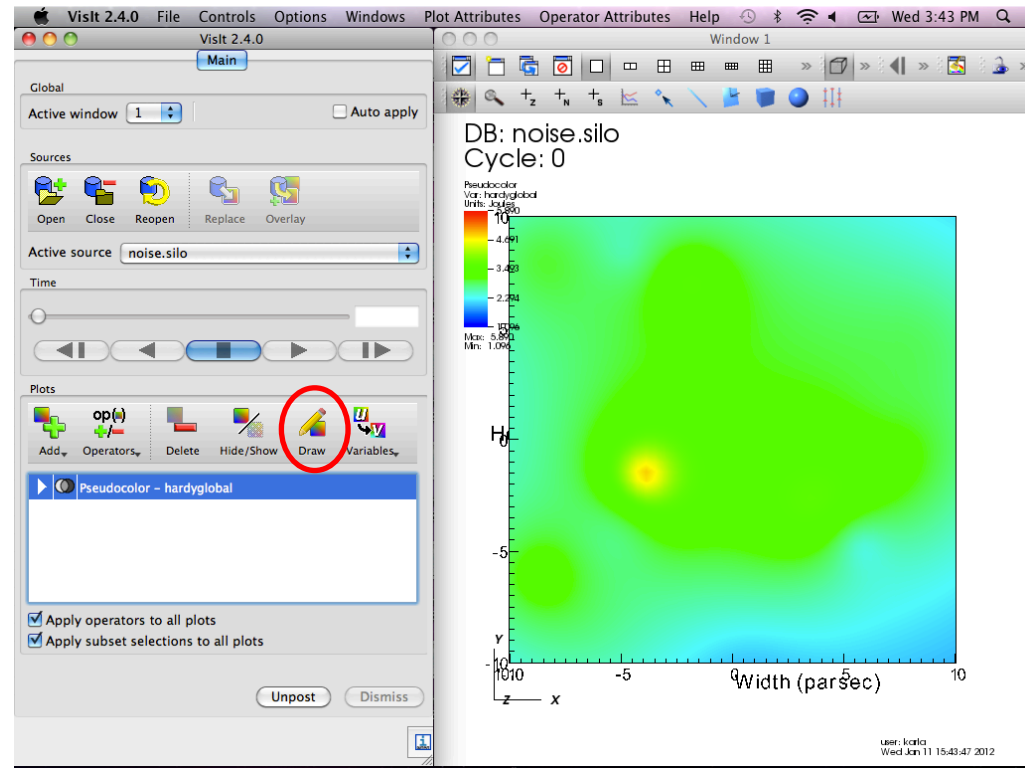 VisIt 2.4.0 File Controls Options Windows Plot Attributes Operator Attributes Help Wed 3:43 PM
VisIt 2.4.0
Main
Global
Active window 1 Auto apply
Sources
Open Close Reopen Replace Overlay
Active source noise.silo
Time
Plots
op(=)
+/-
Add Operators Delete Hide/Show Draw Variables
Pseudocolor – hardyglobal
Apply operators to all plots
Apply subset selections to all plots
Unpost Dismiss
Window 1
+z +N +s
DB: noise.silo
Cycle: 0
Pseudocolor
Var: hardyglobal
Units: Joules
5.890
10
4.691
3.493
2.294
Max: 5.890
Min: 1.096
0
-5
Y
-10
-5 0 5 10
Width (parsec)
Z X
user: karla
Wed Jan 11 15:43:47 2012